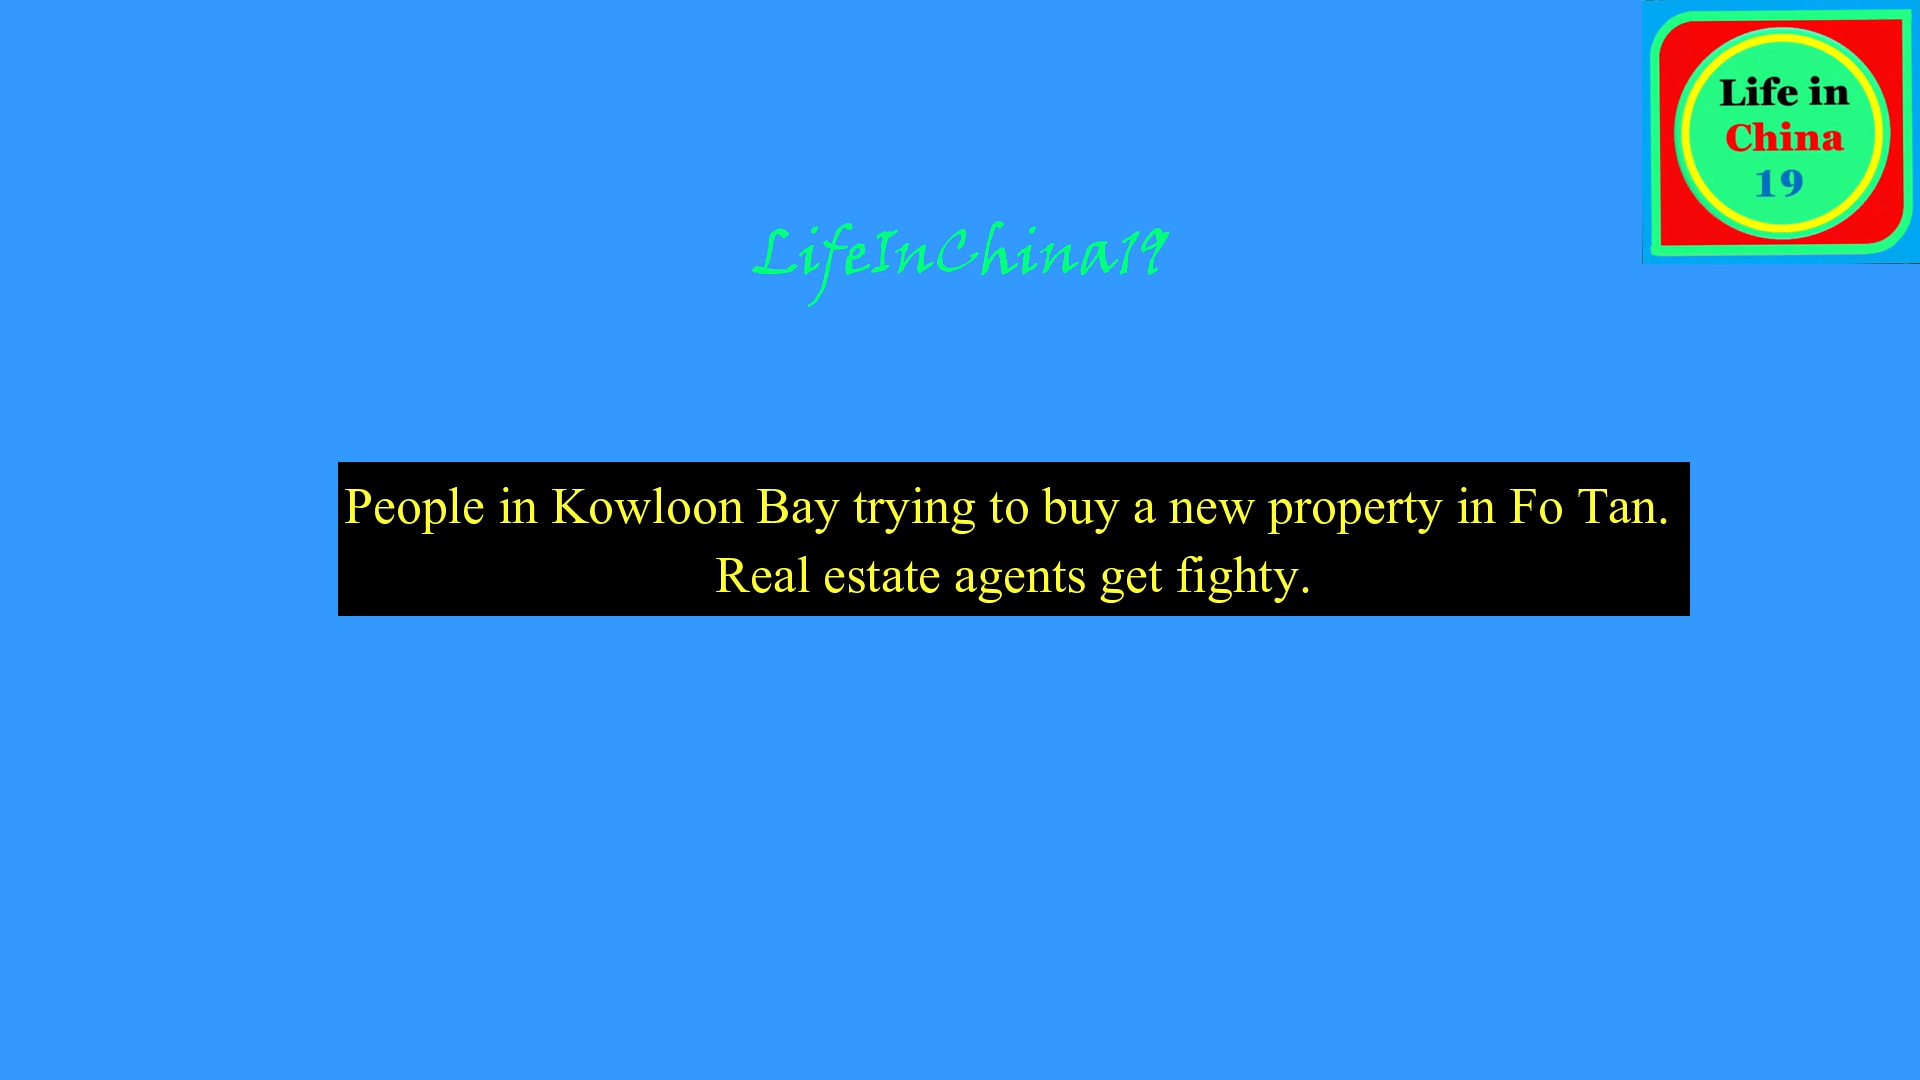 Life in
China
19
LifeInChina19
People in Kowloon Bay trying to buy a new property in Fo Tan.
Real estate agents get fighty.